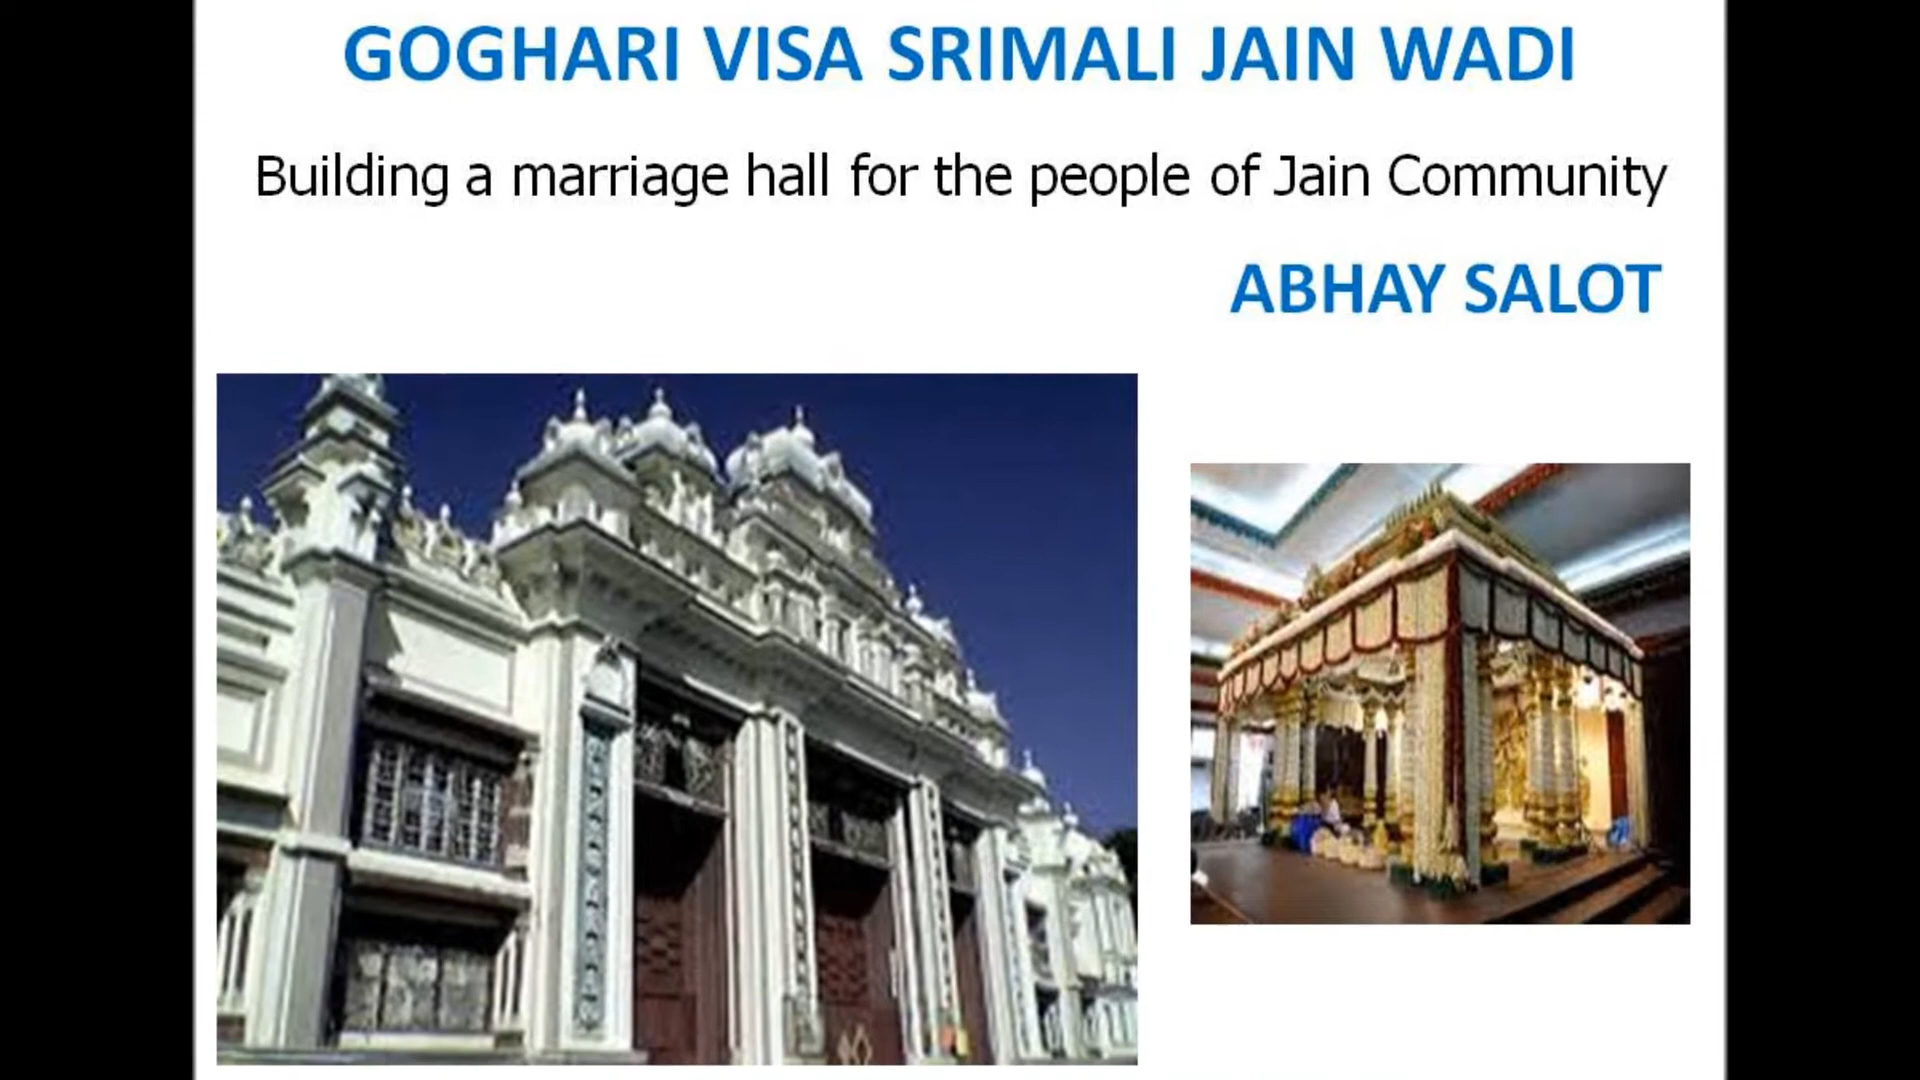 GOGHARI VISA SRIMALI JAIN WADI
Building a marriage hall for the people of Jain Community
ABHAY SALOT